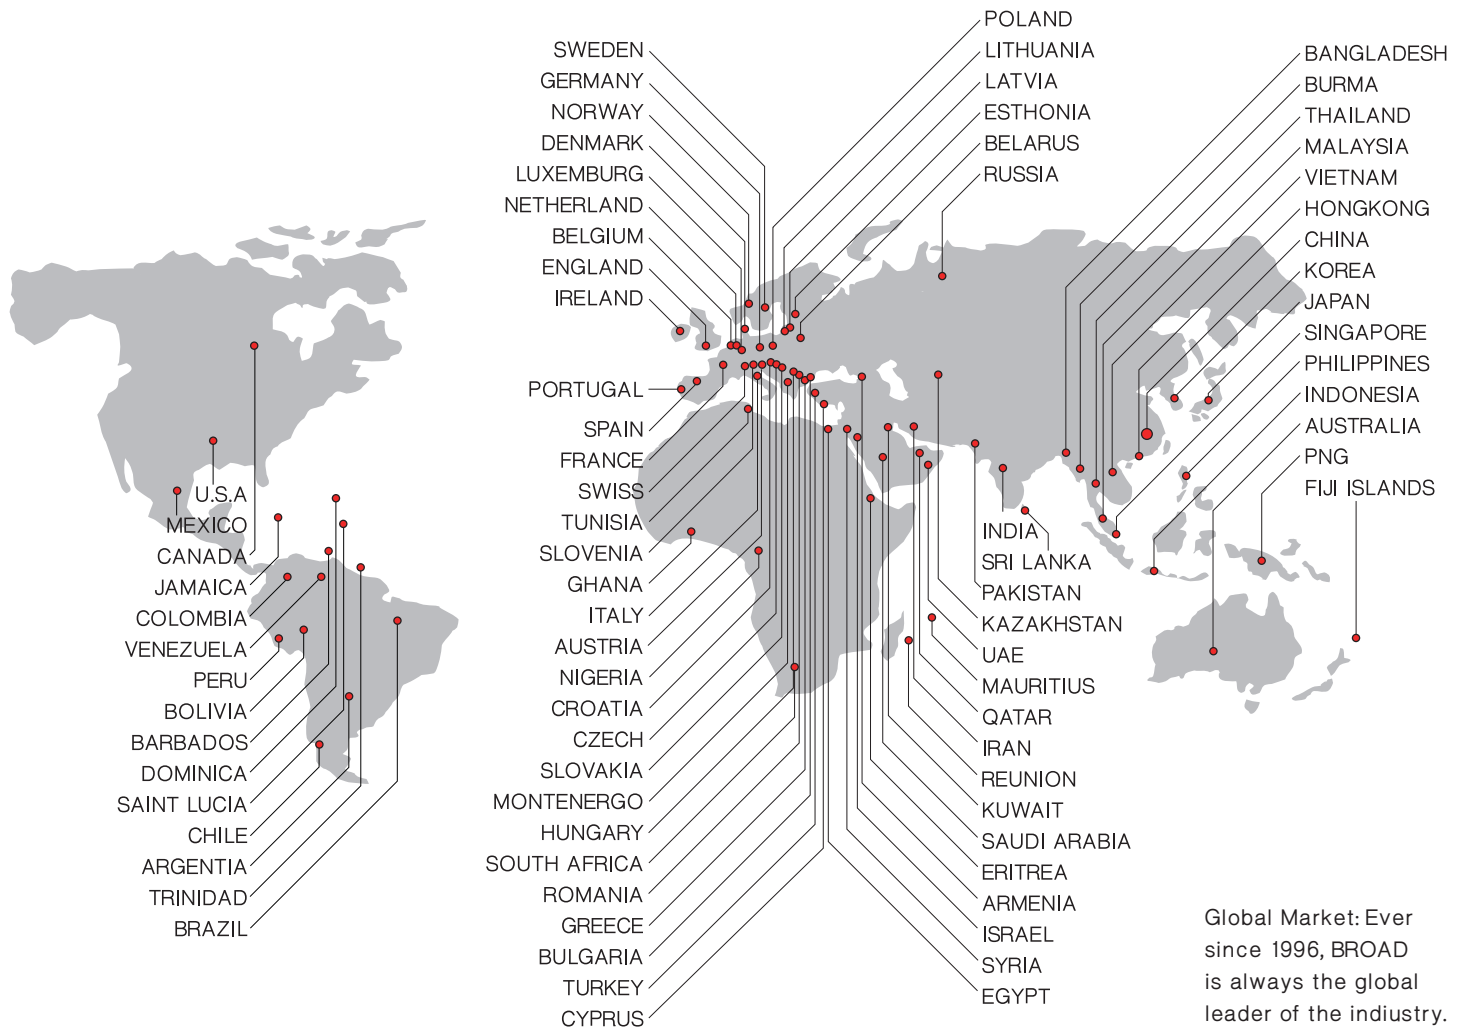 POLAND
LITHUANIA
LATVIA
ESTHONIA
BELARUS
RUSSIA
SWEDEN
GERMANY
NORWAY
DENMARK
LUXEMBURG
NETHERLAND
BELGIUM
ENGLAND
IRELAND
PORTUGAL
SPAIN
FRANCE
SWISS
TUNISIA
SLOVENIA
GHANA
ITALY
AUSTRIA
NIGERIA
CROATIA
CZECH
SLOVAKIA
MONTENERGO
HUNGARY
SOUTH AFRICA
ROMANIA
GREECE
BULGARIA
TURKEY
CYPRUS
BANGLADESH
BURMA
THAILAND
MALAYSIA
VIETNAM
HONGKONG
CHINA
KOREA
JAPAN
SINGAPORE
PHILIPPINES
INDONESIA
AUSTRALIA
PNG
FIJI ISLANDS
U.S.A
MEXICO
CANADA
JAMAICA
COLOMBIA
VENEZUELA
PERU
BOLIVIA
BARBADOS
DOMINICA
SAINT LUCIA
CHILE
ARGENTIA
TRINIDAD
BRAZIL
INDIA
SRI LANKA
PAKISTAN
KAZAKHSTAN
UAE
MAURITIUS
QATAR
IRAN
REUNION
KUWAIT
SAUDI ARABIA
ERITREA
ARMENIA
ISRAEL
SYRIA
EGYPT
Global Market: Ever
since 1996, BROAD
is always the global
leader of the indiustry.